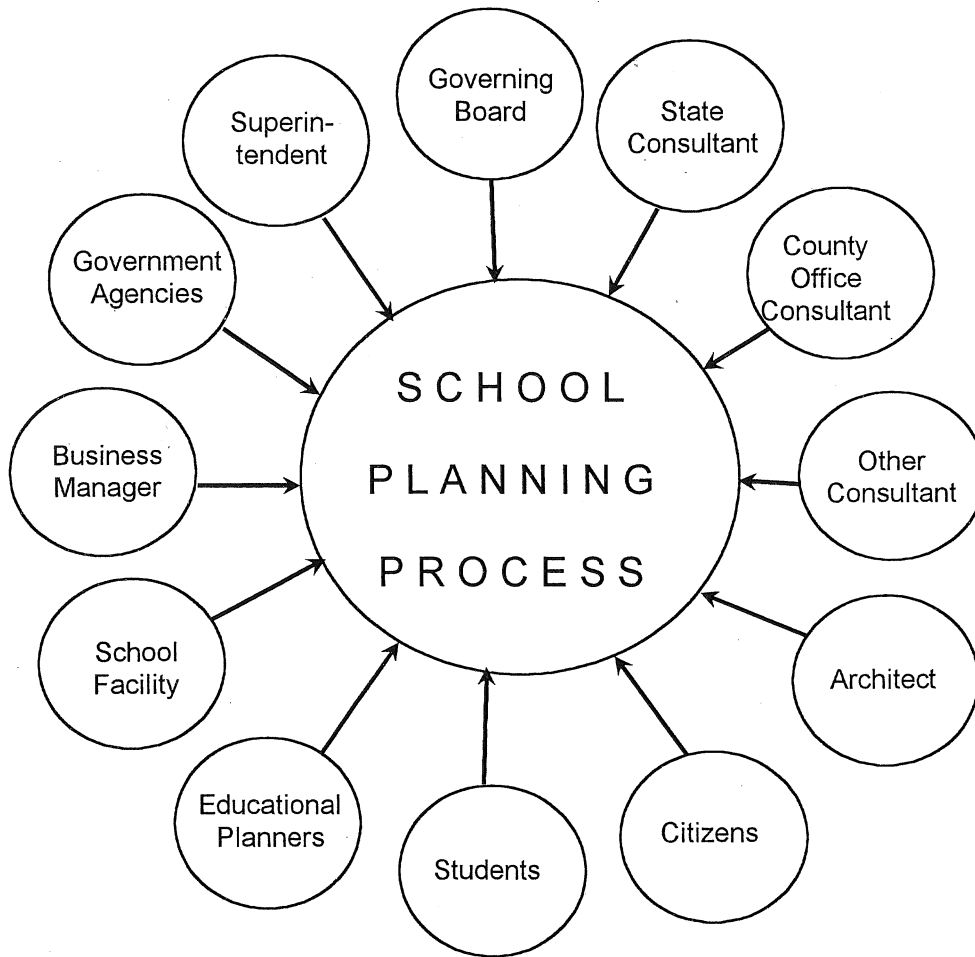 Governing
Board
State
Consultant
County
Office
Consultant
Other
Consultant
Architect
Citizens
Students
Educational
Planners
School
Facility
Business
Manager
Government
Agencies
Superin-
tendent
SCHOOL
PLANNING
PROCESS